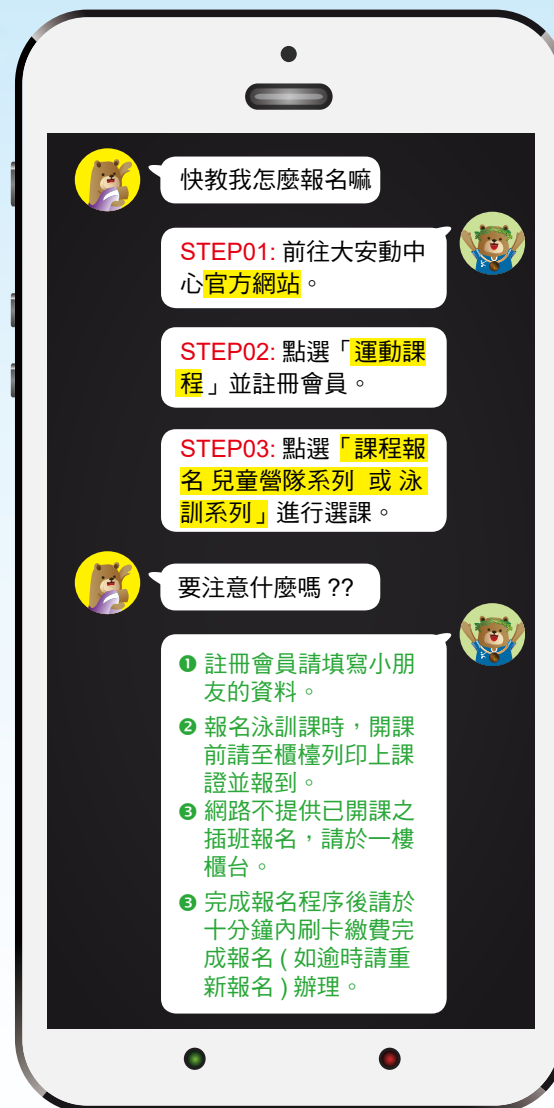 快教我怎麼報名嘛
STEP01: 前往大安動中
心官方網站。
STEP02: 點選「運動課
程」並註冊會員。
STEP03: 點選「課程報
名 兒童營隊系列 或 泳
訓系列」進行選課。
要注意什麼嗎 ??
❶ 註冊會員請填寫小朋
友的資料。
❷ 報名泳訓課時，開課
前請至櫃檯列印上課
證並報到。
❸ 網路不提供已開課之
插班報名，請於一樓
櫃台。
❸ 完成報名程序後請於
十分鐘內刷卡繳費完
成報名 ( 如逾時請重
新報名 ) 辦理。